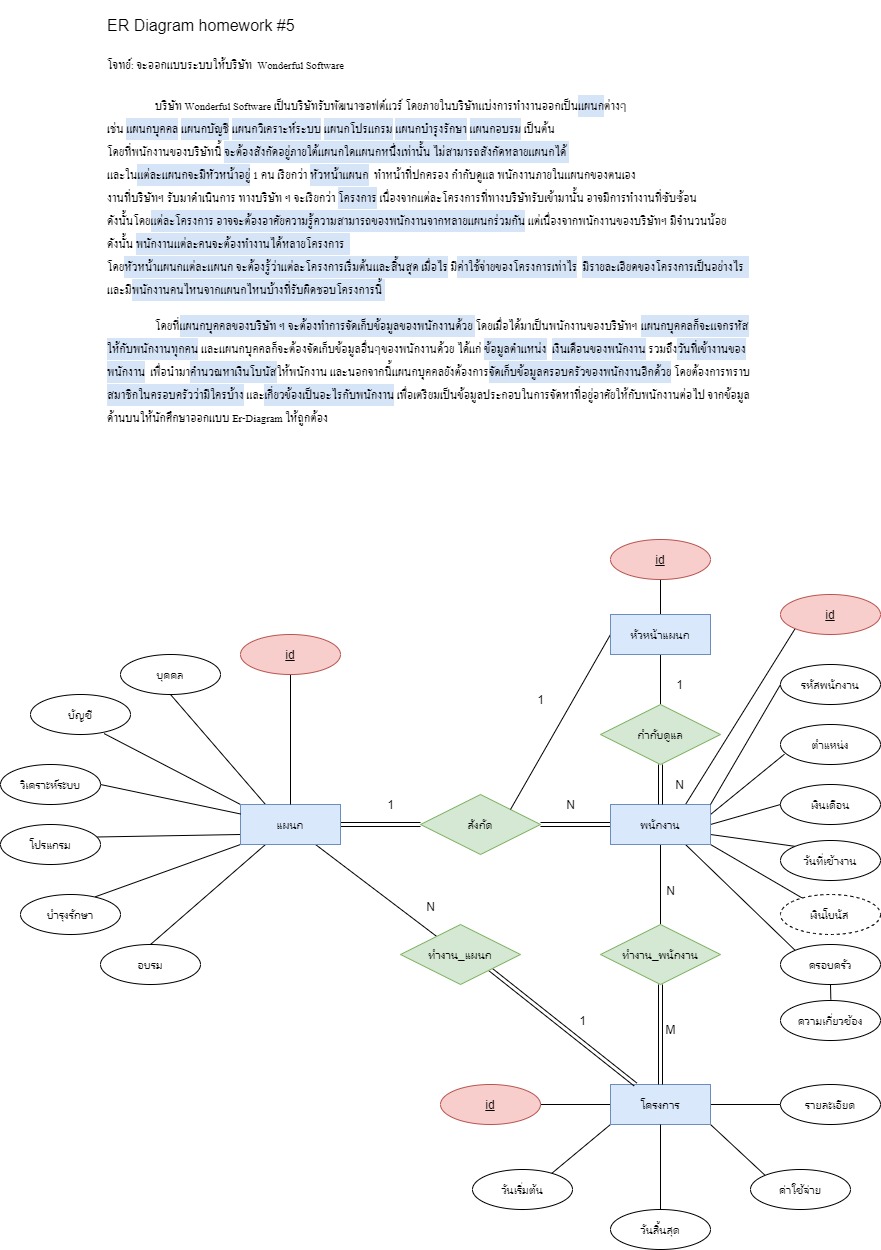 ER Diagram homework #5
โจทย์: จะออกแบบระบบให้บริษัท Wonderful Software
บริษัท Wonderful Software เป็นบริษัทรับพัฒนาซอฟต์แวร์ โดยภายในบริษัทแบ่งการทำงานออกเป็นแผนกต่างๆ
เช่น แผนกบุคคล แผนกบัญชี แผนกวิเคราะห์ระบบ แผนกโปรแกรม แผนกบำรุงรักษา แผนกอบรม เป็นต้น
โดยที่พนักงานของบริษัทนี้ จะต้องสังกัดอยู่ภายใต้แผนกใดแผนกหนึ่งเท่านั้น ไม่สามารถสังกัดหลายแผนกได้
และในแต่ละแผนกจะมีหัวหน้าอยู่ 1 คน เรียกว่า หัวหน้าแผนก ทำหน้าที่ปกครอง กำกับดูแล พนักงานภายในแผนกของตนเอง
งานที่บริษัทฯ รับมาดำเนินการ ทางบริษัท ฯ จะเรียกว่า โครงการ เนื่องจากแต่ละโครงการที่ทางบริษัทรับเข้ามานั้น อาจมีการทำงานที่ซับซ้อน
ดังนั้นโดยแต่ละโครงการ อาจจะต้องอาศัยความรู้ความสามารถของพนักงานจากหลายแผนกร่วมกัน แต่เนื่องจากพนักงานของบริษัทฯ มีจำนวนน้อย
ดังนั้น พนักงานแต่ละคนจะต้องทำงานได้หลายโครงการ
โดยหัวหน้าแผนกแต่ละแผนก จะต้องรู้ว่าแต่ละโครงการเริ่มต้นและสิ้นสุด เมื่อไร มีค่าใช้จ่ายของโครงการเท่าไร มีรายละเอียดของโครงการเป็นอย่างไร
และมีพนักงานคนไหนจากแผนกไหนบ้างที่รับผิดชอบโครงการนี้
โดยที่แผนกบุคคลของบริษัท ฯ จะต้องทำการจัดเก็บข้อมูลของพนักงานด้วย โดยเมื่อได้มาเป็นพนักงานของบริษัทฯ แผนกบุคคลก็จะแจกรหัส
ให้กับพนักงานทุกคน และแผนกบุคคลก็จะต้องจัดเก็บข้อมูลอื่นๆของพนักงานด้วย ได้แก่ ข้อมูลตำแหน่ง เงินเดือนของพนักงาน รวมถึงวันที่เข้างานของ
พนักงาน เพื่อนำมาคำนวณหาเงินโบนัสให้พนักงาน และนอกจากนี้แผนกบุคคลยังต้องการจัดเก็บข้อมูลครอบครัวของพนักงานอีกด้วย โดยต้องการทราบ
สมาชิกในครอบครัวว่ามีใครบ้าง และเกี่ยวข้องเป็นอะไรกับพนักงาน เพื่อเตรียมเป็นข้อมูลประกอบในการจัดหาที่อยู่อาศัยให้กับพนักงานต่อไป จากข้อมูล
ด้านบนให้นักศึกษาออกแบบ Er-Diagram ให้ถูกต้อง
id
id
หัวหน้าแผนก
id
บุคคล
รหัสพนักงาน
1
1
บัญชี
กำกับดูแล
ตำแหน่ง
วิเคราะห์ระบบ
N
1
N
เงินเดือน
แผนก
สังกัด
พนักงาน
โปรแกรม
วันที่เข้างาน
N
N
บำรุงรักษา
เงินโบนัส
ทำงาน_แผนก
ทำงาน_พนักงาน
อบรม
ครอบครัว
1
M
ความเกี่ยวข้อง
id
โครงการ
รายละเอียด
วันเริ่มต้น
ค่าใช้จ่าย
วันสิ้นสุด